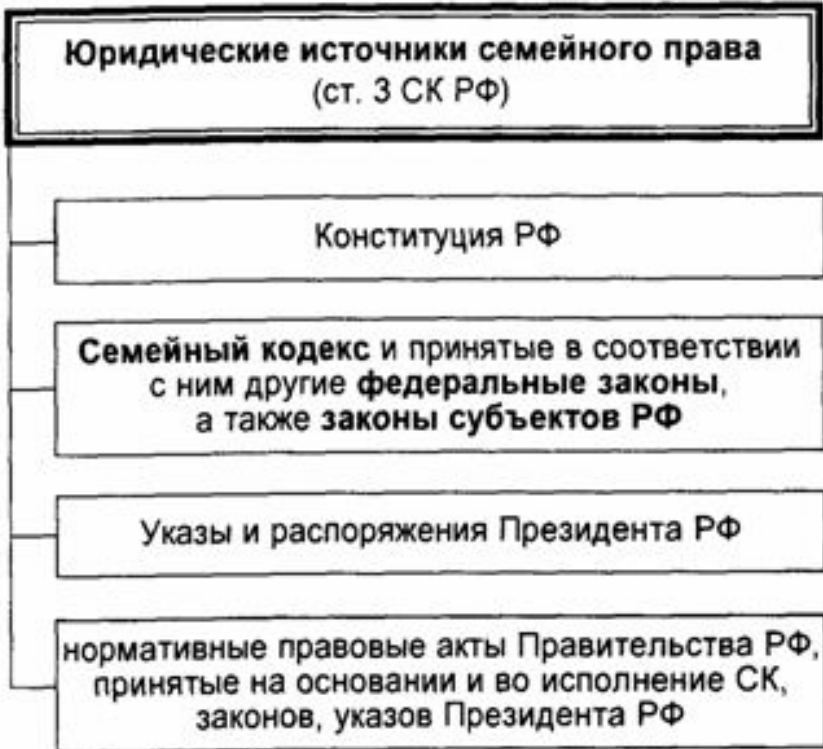 Юридические источники семейного права
(ст. 3 СК РФ)
Конституция РФ
Семейный кодекс и принятые в соответствии
с ним другие федеральные законы,
а также законы субъектов РФ
Указы и распоряжения Президента РФ
нормативные правовые акты Правительства РФ,
принятые на основании и во исполнение СК,
законов, указов Президента РФ